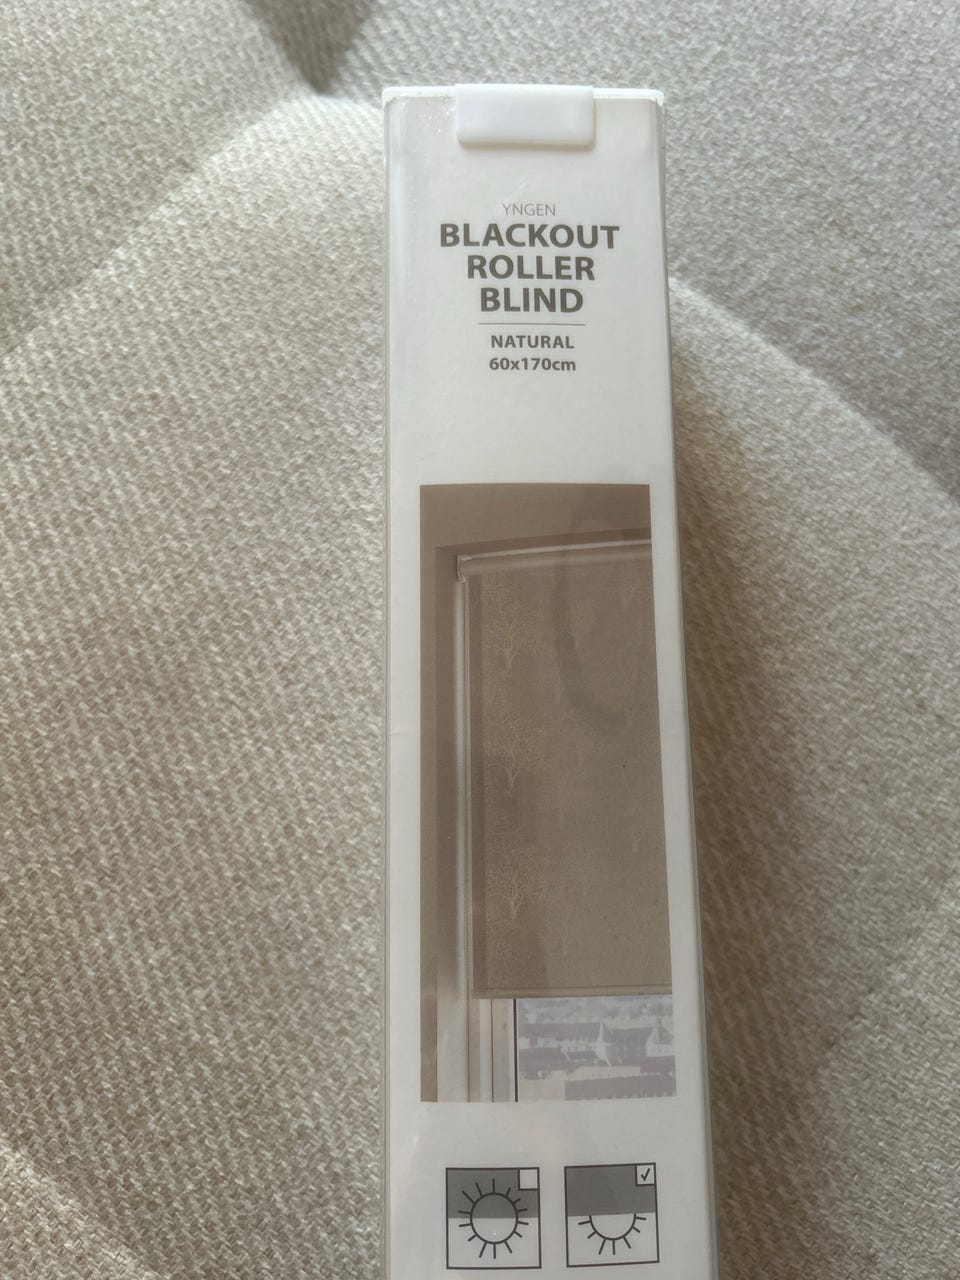 YNGEN
BLACKOUT
ROLLER
BLIND
NATURAL
60x170cm